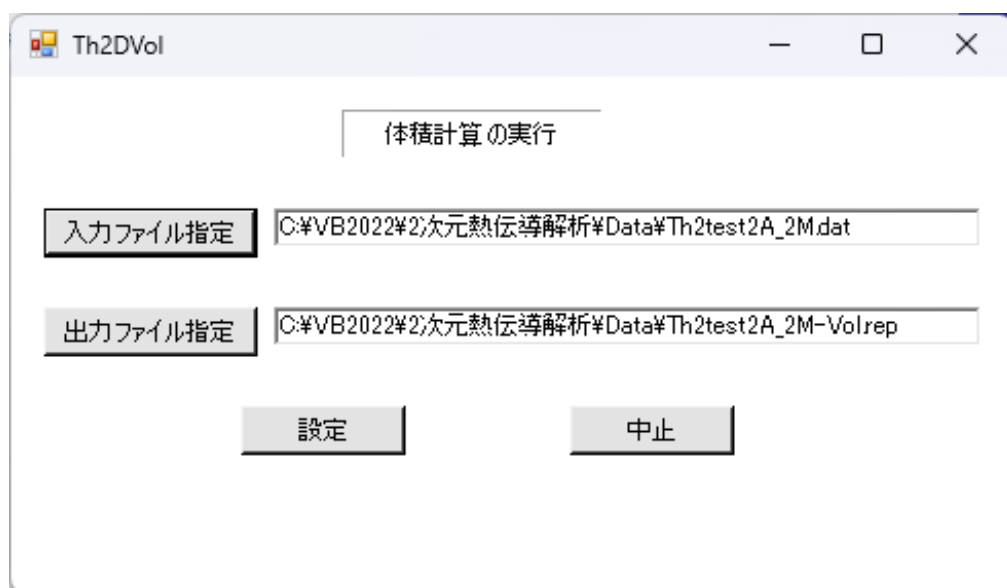 Th2DVol
体積計算の実行
入力ファイル指定 C:¥VB2022¥2次元熱伝導解析¥Data¥Th2test2A_2M.dat
出力ファイル指定 C:¥VB2022¥2次元熱伝導解析¥Data¥Th2test2A_2M-Vol.rep
設定 中止